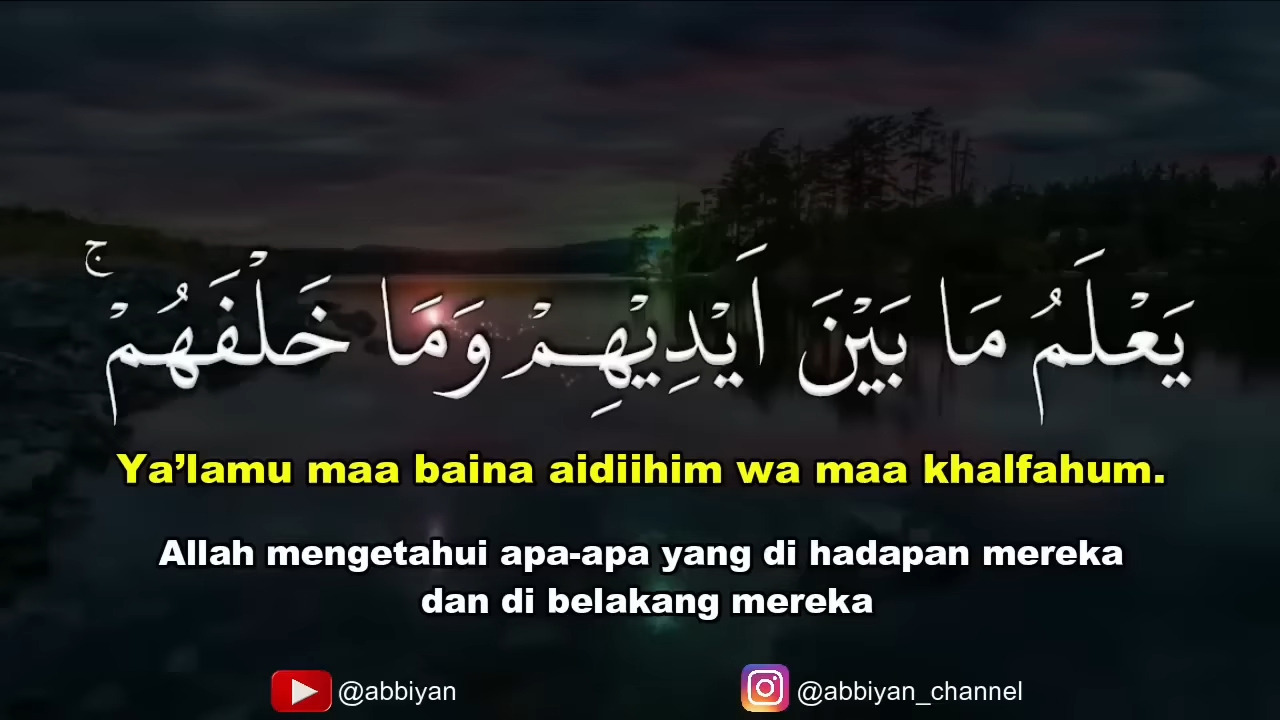 يَعْلَمُ مَا بَيْنَ اَيْدِيْهِمْ وَمَا خَلْفَهُمْۚ
Ya’lamu maa baina aidiihim wa maa khalfahum.
Allah mengetahui apa-apa yang di hadapan mereka
dan di belakang mereka
@abbiyan
@abbiyan_channel